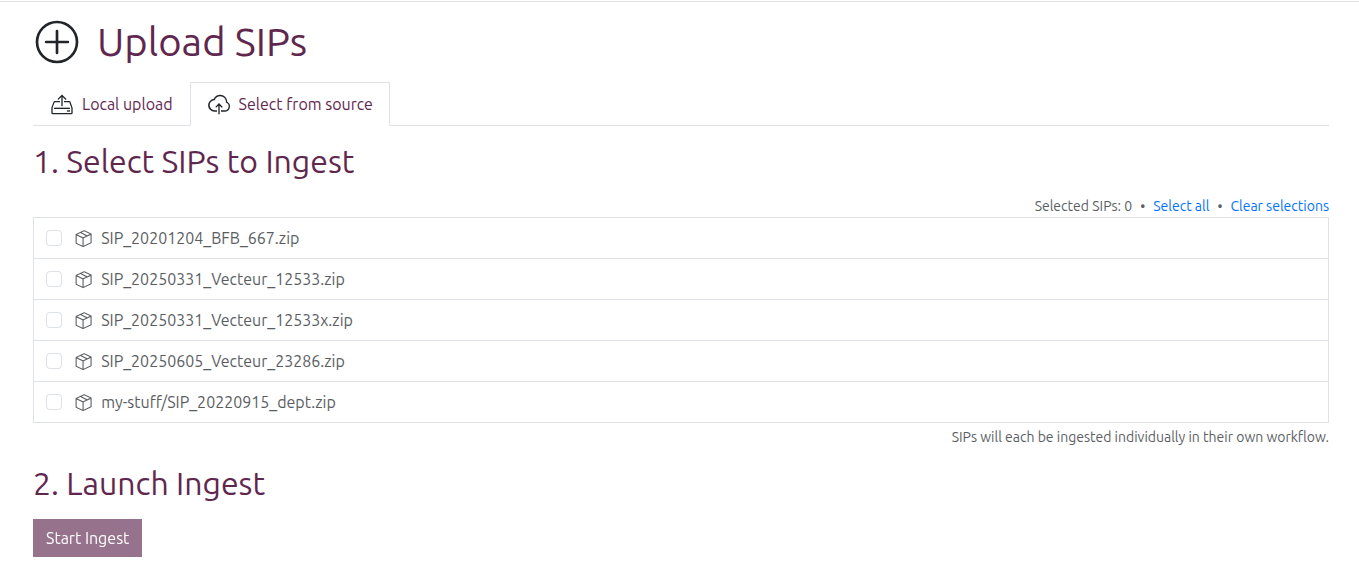 Upload SIPs
Local upload
Select from source
1. Select SIPs to Ingest
Selected SIPs: 0 • Select all • Clear selections
SIP_20201204_BFB_667.zip
SIP_20250331_Vecteur_12533.zip
SIP_20250331_Vecteur_12533x.zip
SIP_20250605_Vecteur_23286.zip
my-stuff/SIP_20220915_dept.zip
SIPs will each be ingested individually in their own workflow.
2. Launch Ingest
Start Ingest